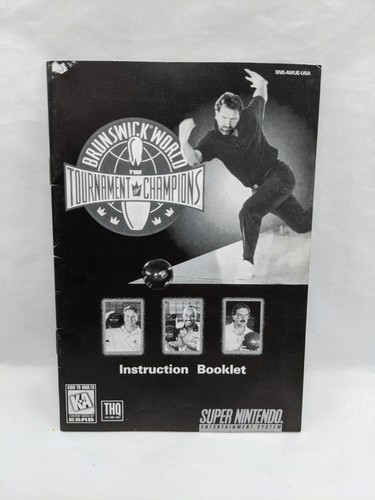 SNS-AWUE-USA
BRUNSWICK WORLD
TOURNAMENT OF CHAMPIONS
Instruction Booklet
KIDS TO ADULTS
K-A
ESRB
THQ
SUPER NINTENDO
ENTERTAINMENT SYSTEM